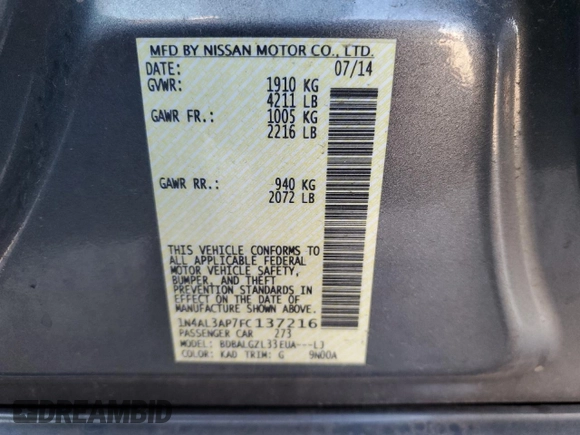 MFD BY NISSAN MOTOR CO., LTD.
DATE: 07/14
GVWR: 1910 KG
4211 LB
GAWR FR.: 1005 KG
2216 LB
GAWR RR.: 940 KG
2072 LB
THIS VEHICLE CONFORMS TO
ALL APPLICABLE FEDERAL
MOTOR VEHICLE SAFETY,
BUMPER, AND THEFT
PREVENTION STANDARDS IN
EFFECT ON THE DATE OF
MANUFACTURE SHOWN ABOVE.
1N4AL3AP7FC137216
PASSENGER CAR 273
MODEL: BDBALGZL33EUA---LJ
COLOR: KAD TRIM: G 9N00A
DREAMBID